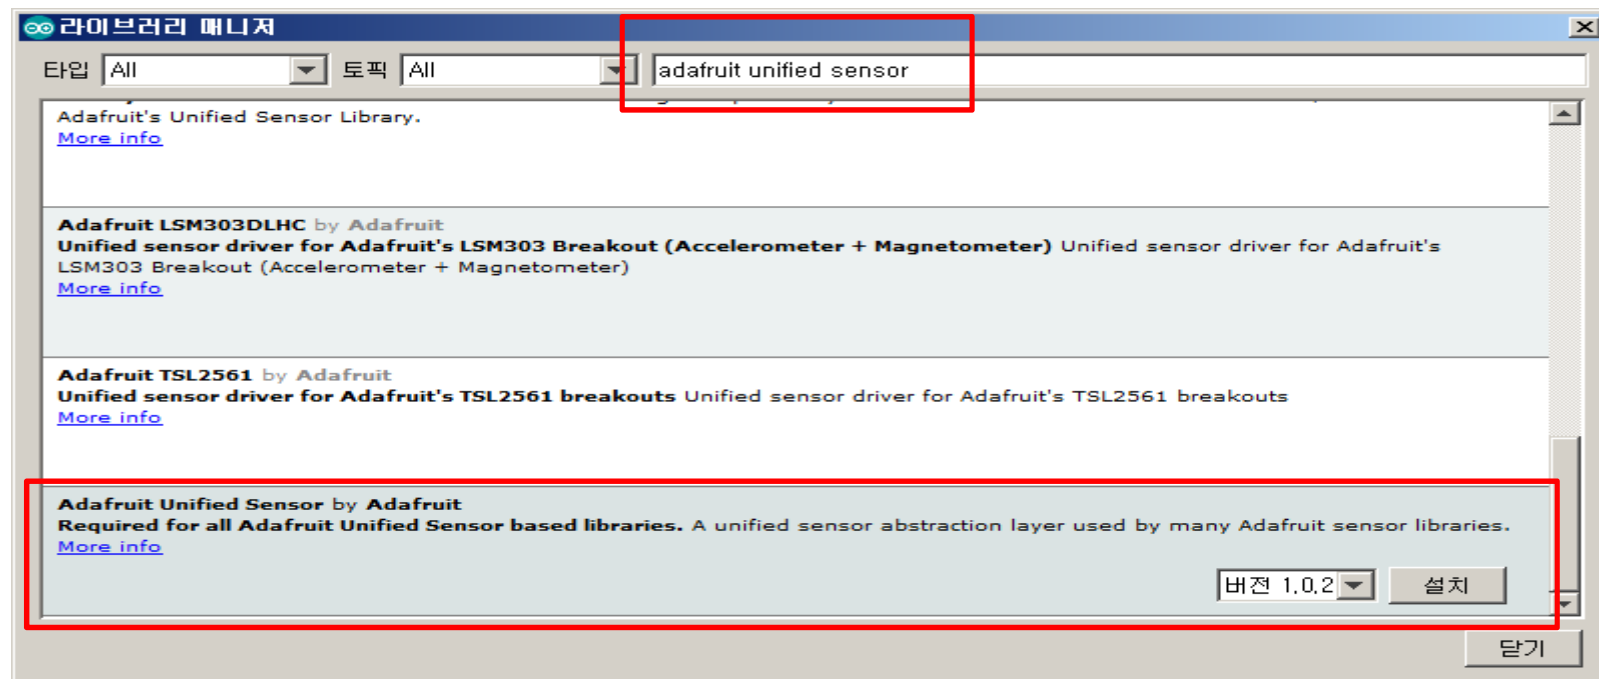 라이브러리 매니저
타입 All 토픽 All adafruit unified sensor
Adafruit's Unified Sensor Library.
More info
Adafruit LSM303DLHC by Adafruit
Unified sensor driver for Adafruit's LSM303 Breakout (Accelerometer + Magnetometer) Unified sensor driver for Adafruit's
LSM303 Breakout (Accelerometer + Magnetometer)
More info
Adafruit TSL2561 by Adafruit
Unified sensor driver for Adafruit's TSL2561 breakouts Unified sensor driver for Adafruit's TSL2561 breakouts
More info
Adafruit Unified Sensor by Adafruit
Required for all Adafruit Unified Sensor based libraries. A unified sensor abstraction layer used by many Adafruit sensor libraries.
More info
버전 1.0.2 설치
닫기